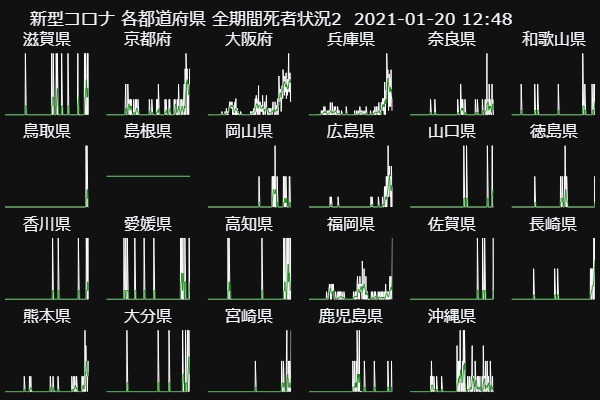 新型コロナ 各都道府県 全期間死者状況2 2021-01-20 12:48
滋賀県 京都府 大阪府 兵庫県 奈良県 和歌山県
鳥取県 島根県 岡山県 広島県 山口県 徳島県
香川県 愛媛県 高知県 福岡県 佐賀県 長崎県
熊本県 大分県 宮崎県 鹿児島県 沖縄県